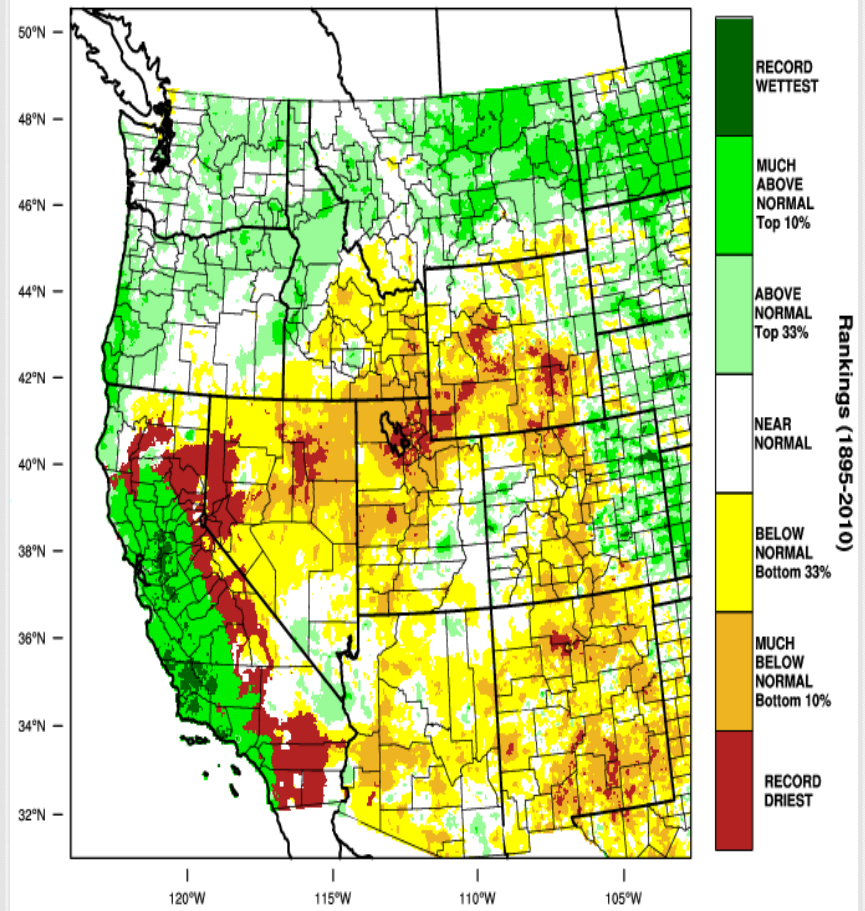 50°N
48°N
46°N
44°N
42°N
40°N
38°N
36°N
34°N
32°N
120°W
115°W
110°W
105°W
RECORD
WETTEST
MUCH
ABOVE
NORMAL
Top 10%
ABOVE
NORMAL
Top 33%
NEAR
NORMAL
BELOW
NORMAL
Bottom 33%
MUCH
BELOW
NORMAL
Bottom 10%
RECORD
DRIEST
Rankings (1895-2010)